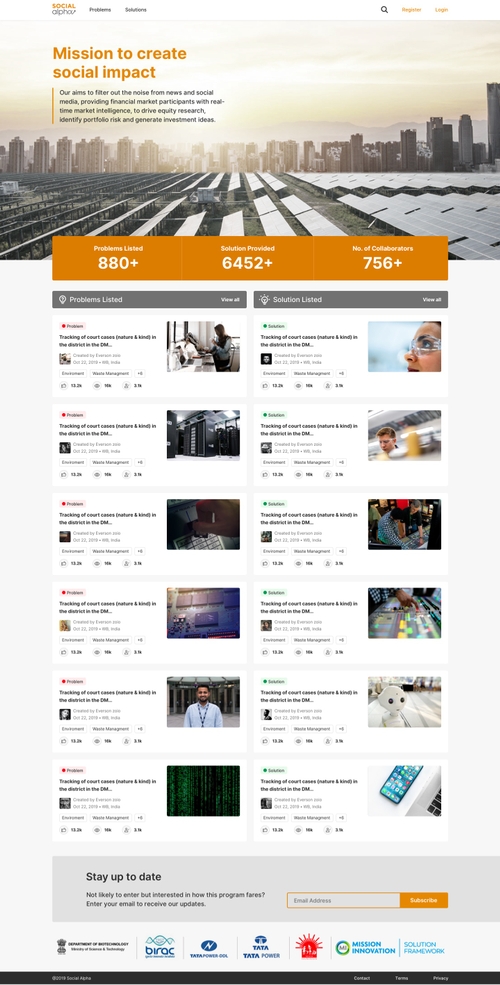 SOCIAL
alpha
Problems
Solutions
Register
Login
Mission to create
social impact
Our aims to filter out the noise from news and social
media, providing financial market participants with real-
time market intelligence, to drive equity research,
identify portfolio risk and generate investment ideas.
Problems Listed
880+
Solution Provided
6452+
No. of Collaborators
756+
Problems Listed
View all
Solution Listed
View all
Problem
Tracking of court cases (nature & kind) in
the district in the DM...
Created by Everson zoio
Oct 22, 2019 • WB, India
Enviroment
Waste Managment
+6
13.2k
16k
3.1k
Solution
Tracking of court cases (nature & kind) in
the district in the DM...
Created by Everson zoio
Oct 22, 2019 • WB, India
Enviroment
Waste Managment
+6
13.2k
16k
3.1k
Problem
Tracking of court cases (nature & kind) in
the district in the DM...
Created by Everson zoio
Oct 22, 2019 • WB, India
Enviroment
Waste Managment
+6
13.2k
16k
3.1k
Solution
Tracking of court cases (nature & kind) in
the district in the DM...
Created by Everson zoio
Oct 22, 2019 • WB, India
Enviroment
Waste Managment
+6
13.2k
16k
3.1k
Problem
Tracking of court cases (nature & kind) in
the district in the DM...
Created by Everson zoio
Oct 22, 2019 • WB, India
Enviroment
Waste Managment
+6
13.2k
16k
3.1k
Solution
Tracking of court cases (nature & kind) in
the district in the DM...
Created by Everson zoio
Oct 22, 2019 • WB, India
Enviroment
Waste Managment
+6
13.2k
16k
3.1k
Problem
Tracking of court cases (nature & kind) in
the district in the DM...
Created by Everson zoio
Oct 22, 2019 • WB, India
Enviroment
Waste Managment
+6
13.2k
16k
3.1k
Solution
Tracking of court cases (nature & kind) in
the district in the DM...
Created by Everson zoio
Oct 22, 2019 • WB, India
Enviroment
Waste Managment
+6
13.2k
16k
3.1k
Problem
Tracking of court cases (nature & kind) in
the district in the DM...
Created by Everson zoio
Oct 22, 2019 • WB, India
Enviroment
Waste Managment
+6
13.2k
16k
3.1k
Solution
Tracking of court cases (nature & kind) in
the district in the DM...
Created by Everson zoio
Oct 22, 2019 • WB, India
Enviroment
Waste Managment
+6
13.2k
16k
3.1k
Problem
Tracking of court cases (nature & kind) in
the district in the DM...
Created by Everson zoio
Oct 22, 2019 • WB, India
Enviroment
Waste Managment
+6
13.2k
16k
3.1k
Solution
Tracking of court cases (nature & kind) in
the district in the DM...
Created by Everson zoio
Oct 22, 2019 • WB, India
Enviroment
Waste Managment
+6
13.2k
16k
3.1k
Stay up to date
Not likely to enter but interested in how this program fares?
Enter your email to receive our updates.
Email Address
Subscribe
DEPARTMENT OF BIOTECHNOLOGY
Ministry of Science & Technology
birac
TATA POWER-DDL
TATA
TATA POWER
MISSION
INNOVATION
SOLUTION
FRAMEWORK
©2019 Social Alpha
Contact
Terms
Privacy